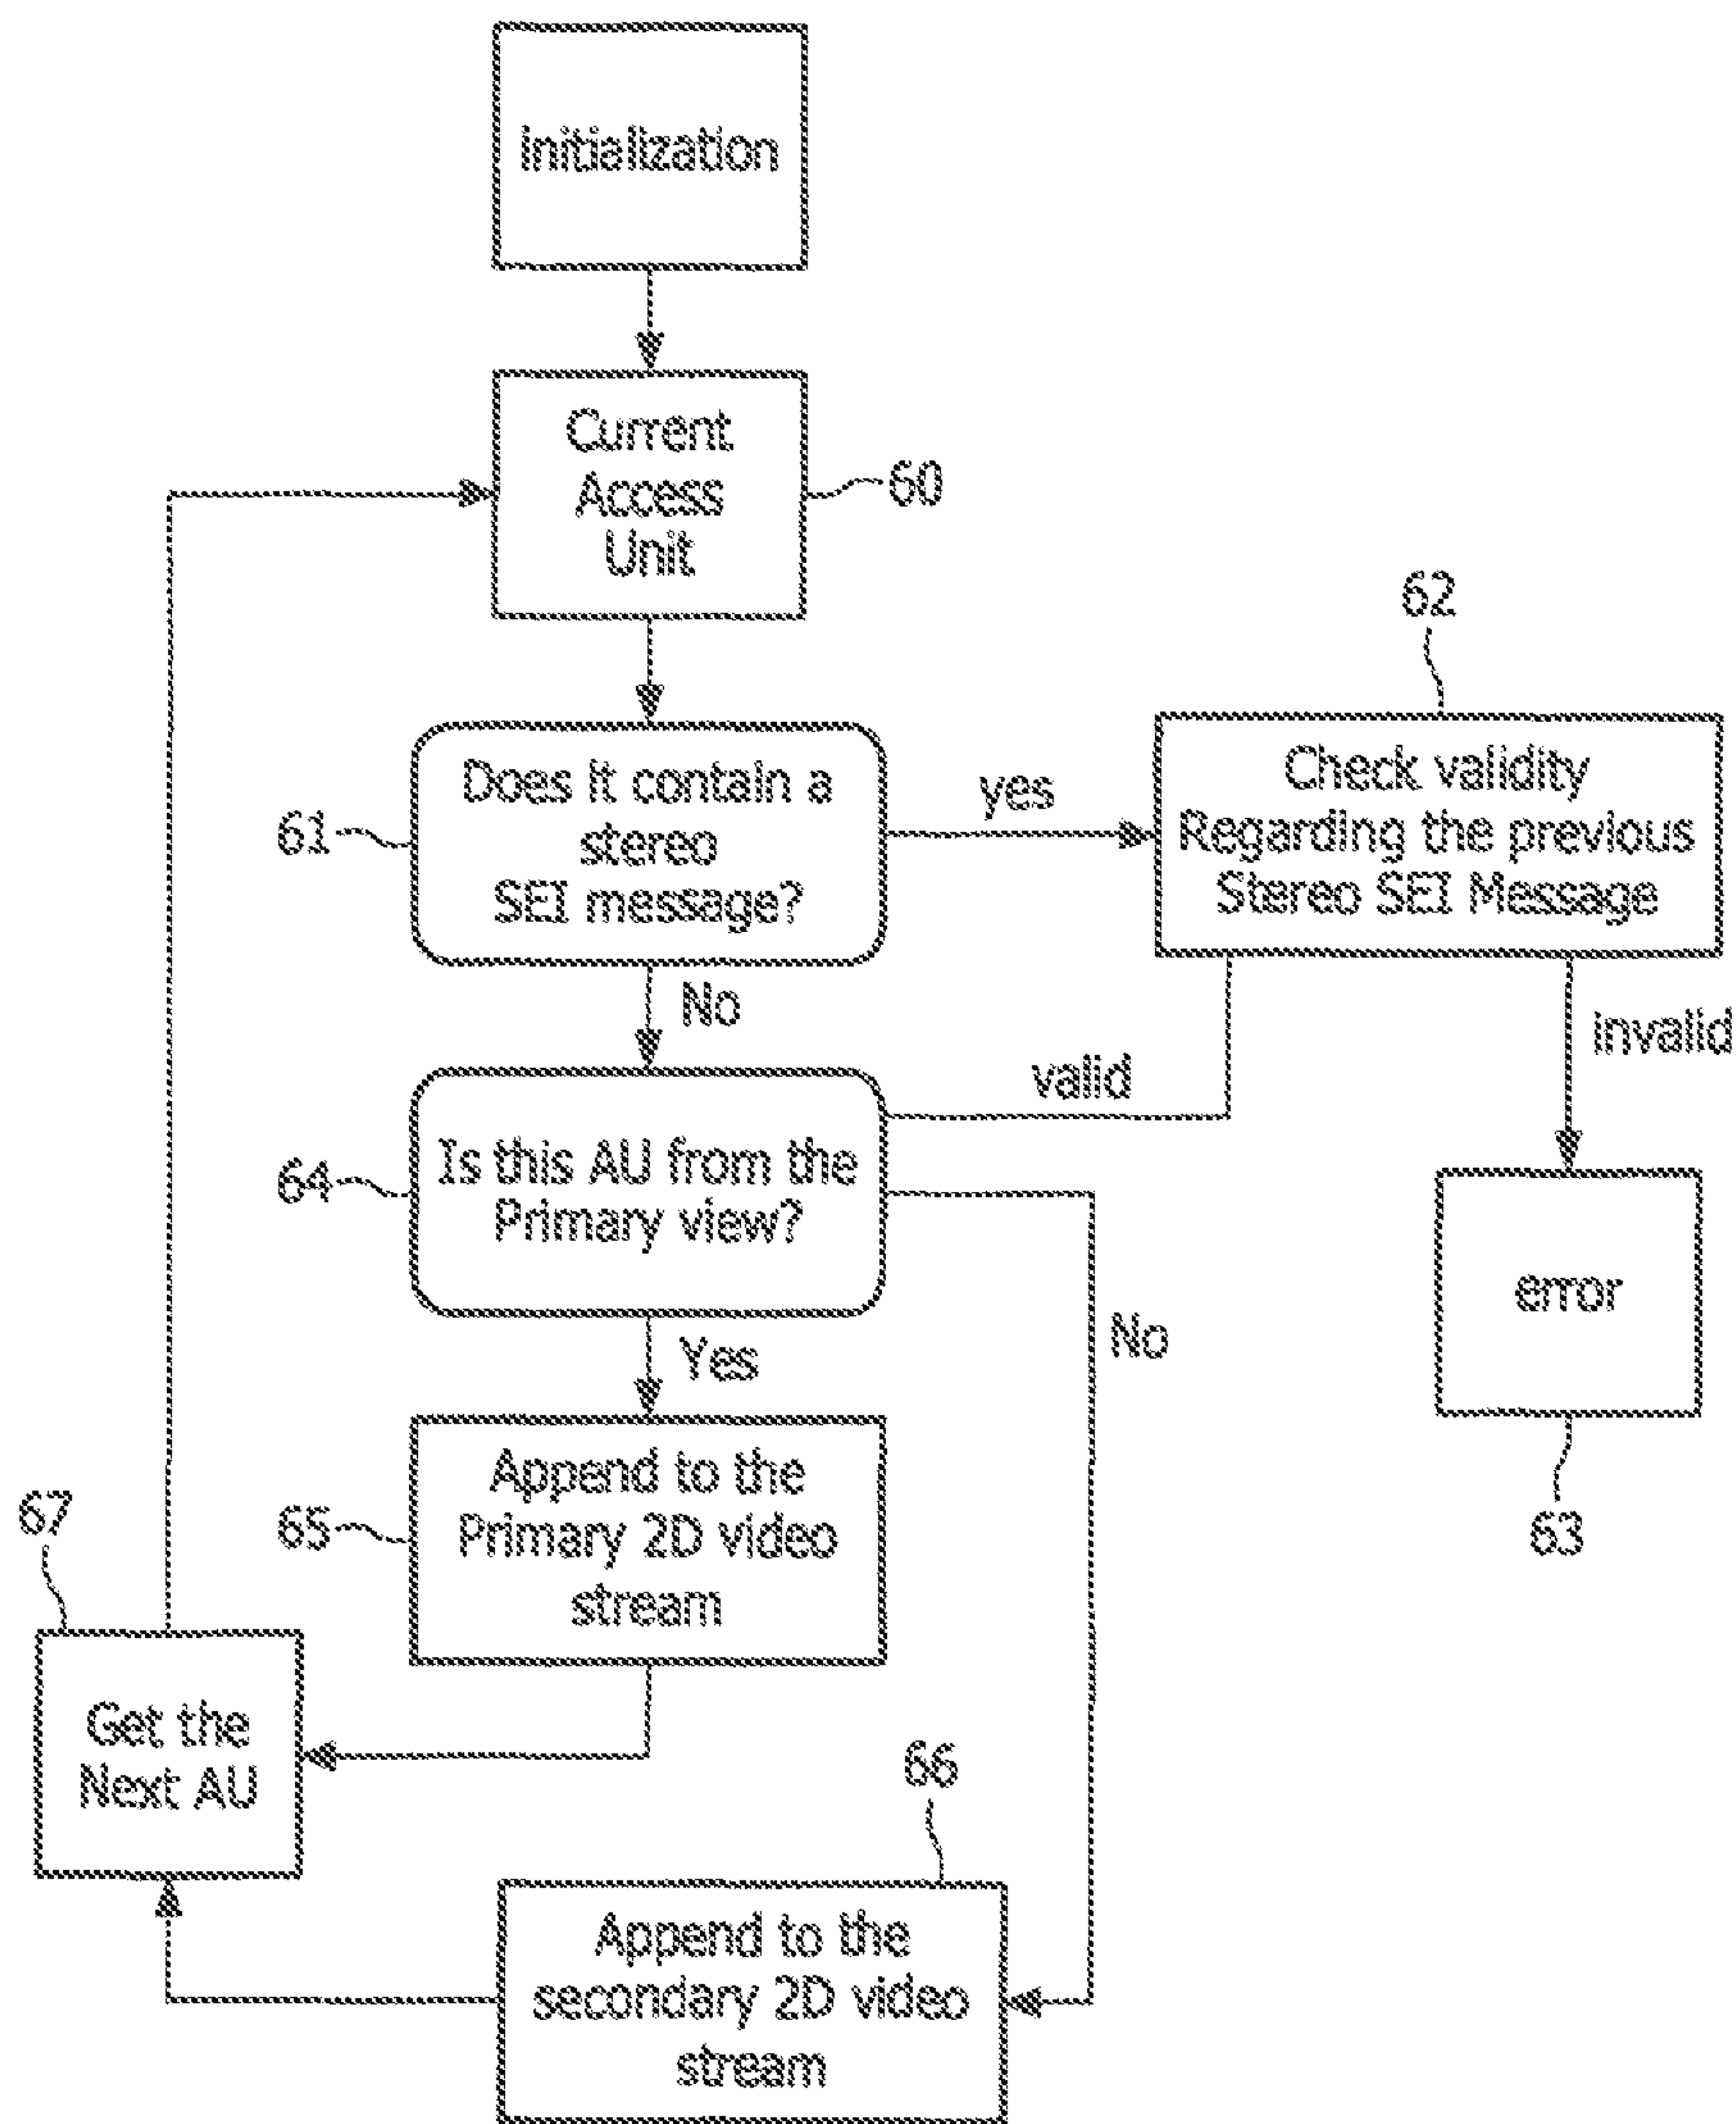 initialization
Current
Access
Unit
60
62
Does it contain a
stereo
SEI message?
61
yes
Check validity
Regarding the previous
Stereo SEI Message
No
valid
invalid
Is this AU from the
Primary view?
64
error
63
Yes
No
Append to the
Primary 2D video
stream
65
67
Get the
Next AU
66
Append to the
secondary 2D video
stream